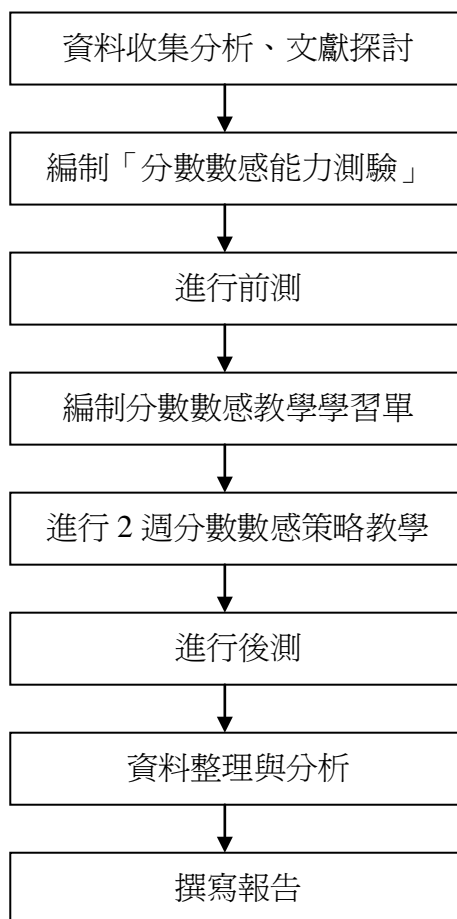 資料收集分析、文獻探討
編制「分數數感能力測驗」
進行前測
編制分數數感教學學習單
進行 2 週分數數感策略教學
進行後測
資料整理與分析
撰寫報告